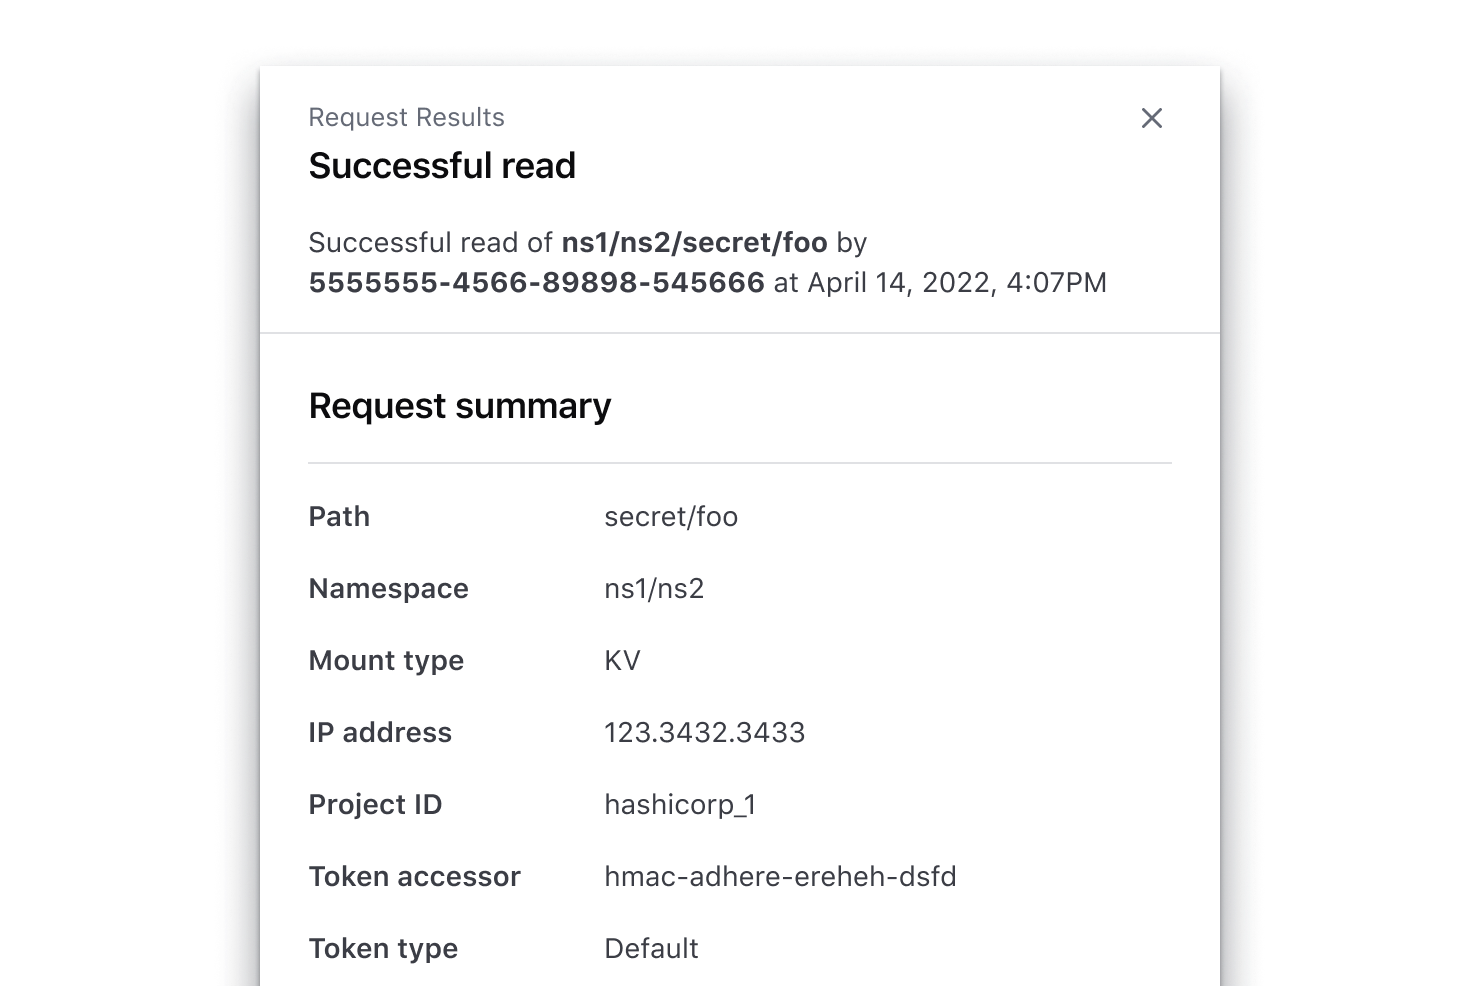 Request Results
Successful read
Successful read of ns1/ns2/secret/foo by
5555555-4566-89898-545666 at April 14, 2022, 4:07PM
Request summary
Path secret/foo
Namespace ns1/ns2
Mount type KV
IP address 123.3432.3433
Project ID hashicorp_1
Token accessor hmac-adhere-ereheh-dsfd
Token type Default